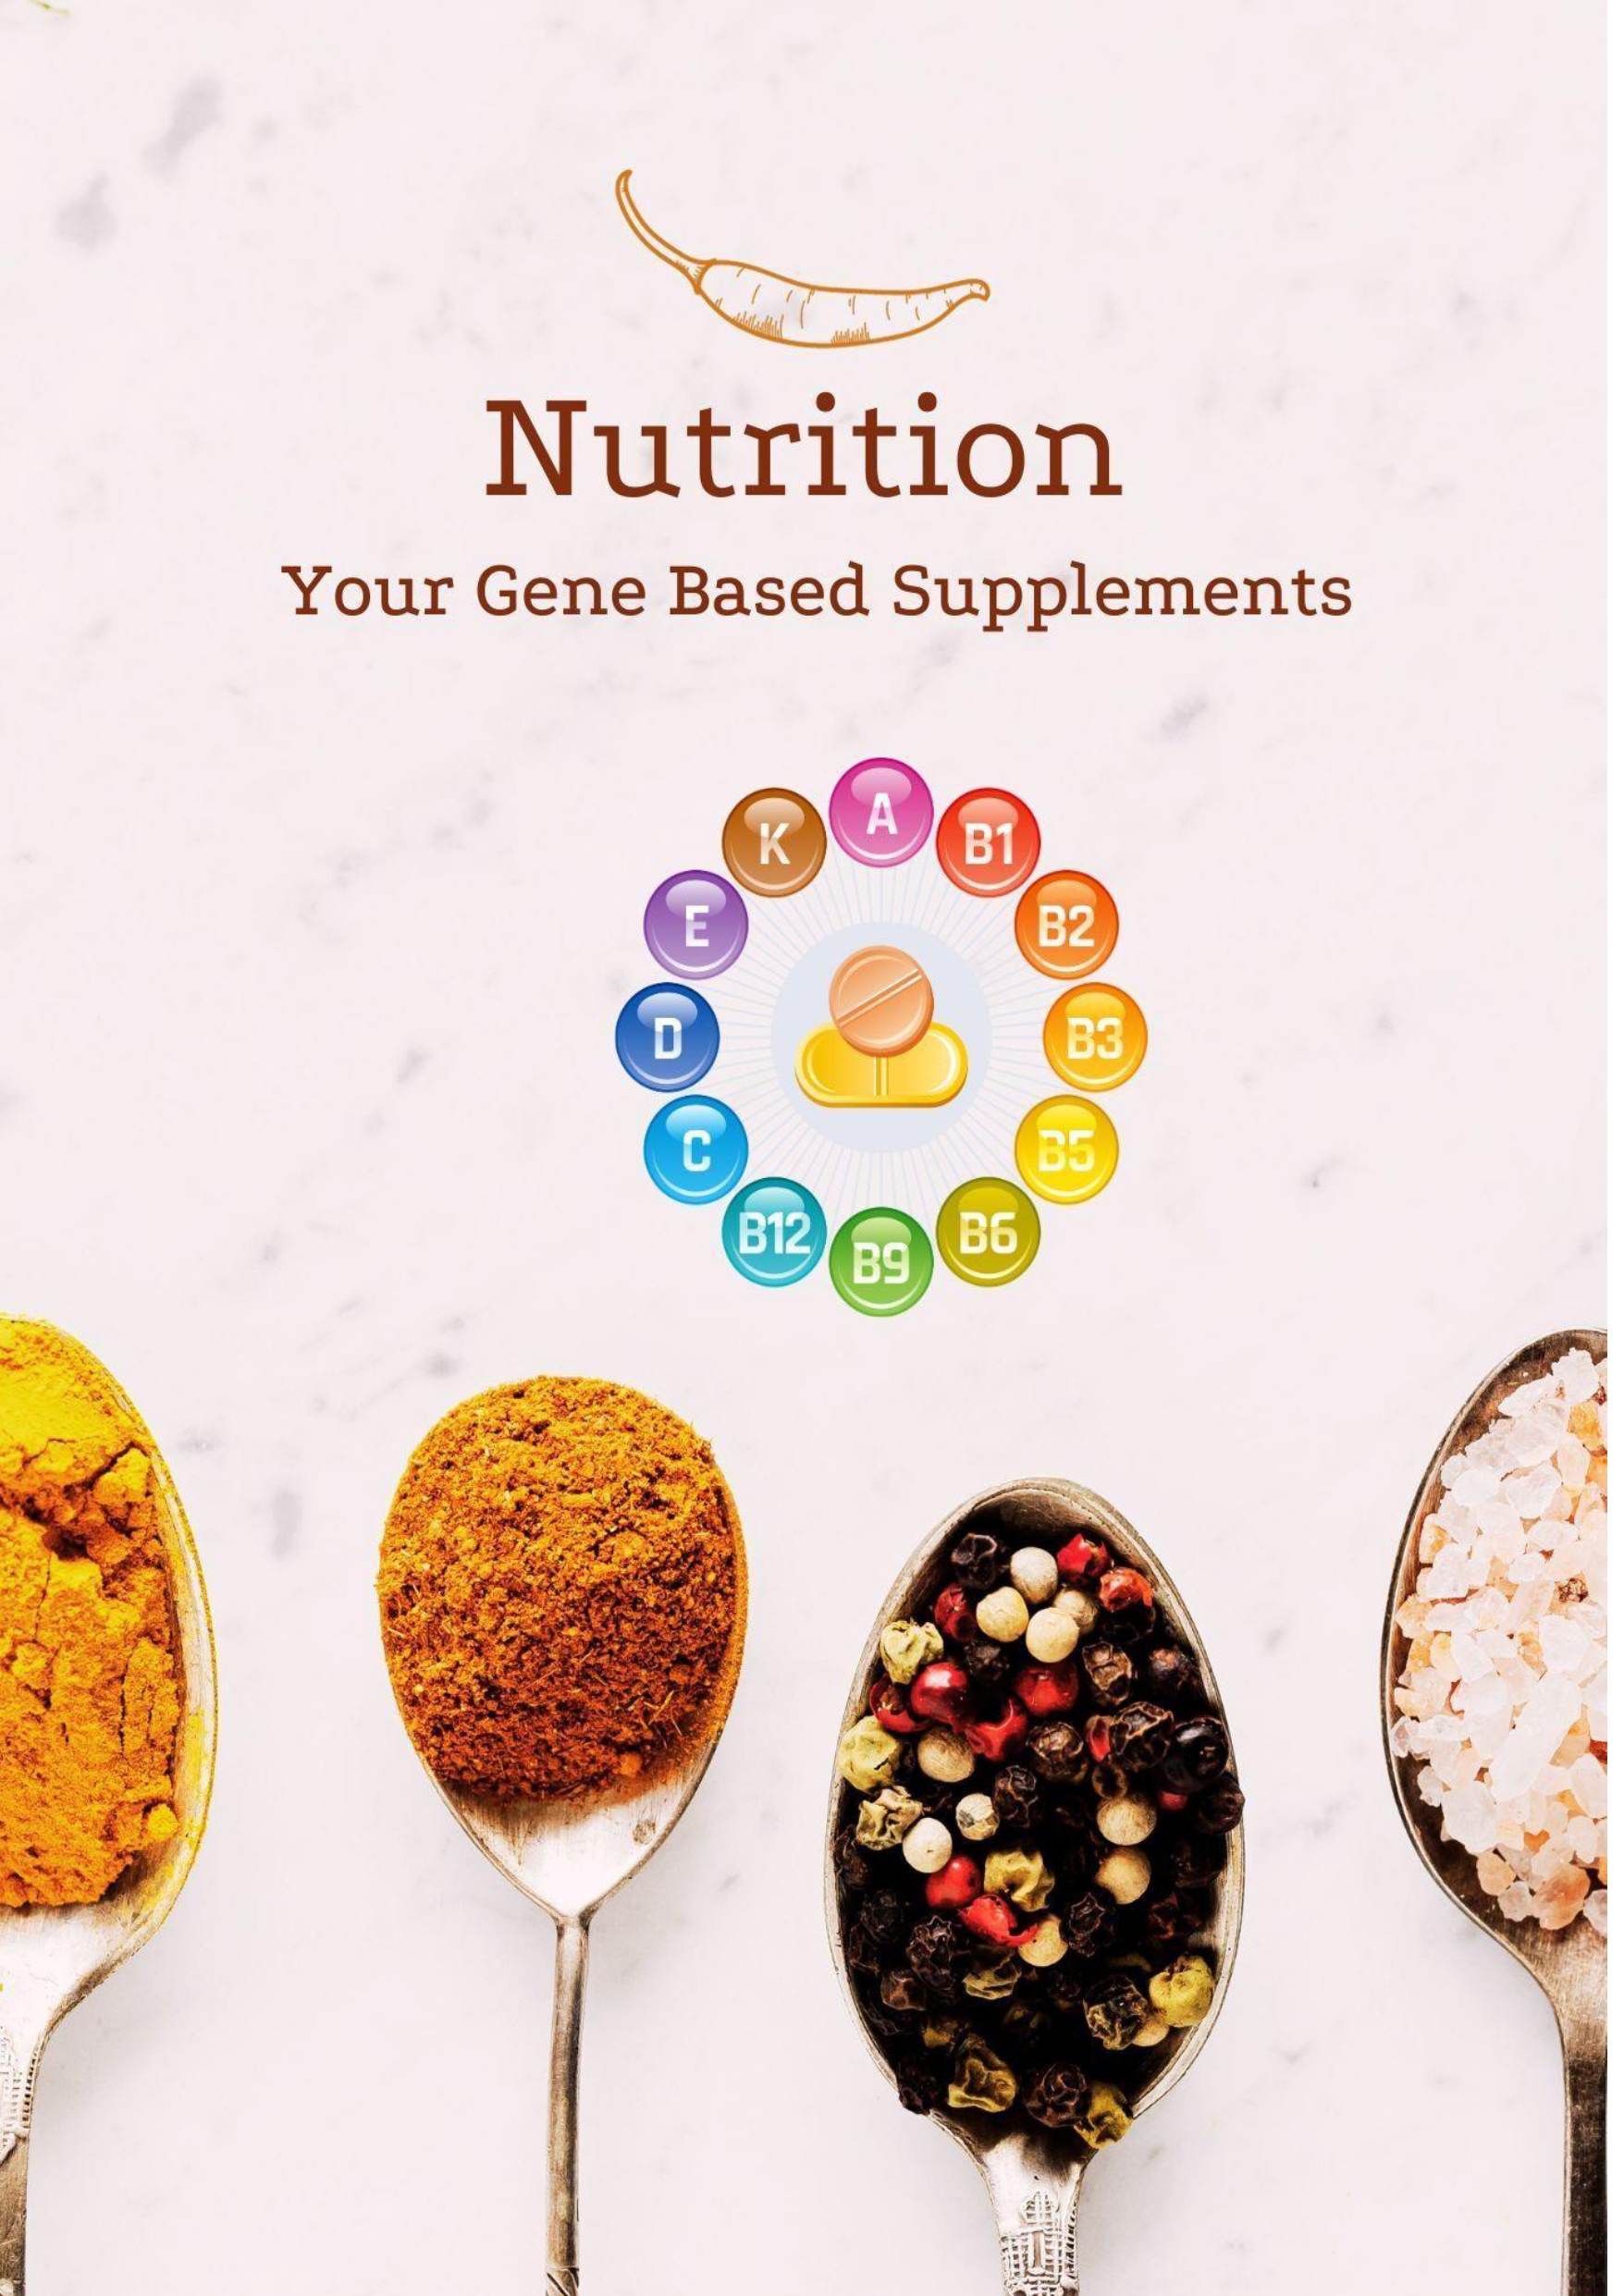 Nutrition
Your Gene Based Supplements
A
K
B1
E
B2
D
B3
C
B5
B12
B6
B9